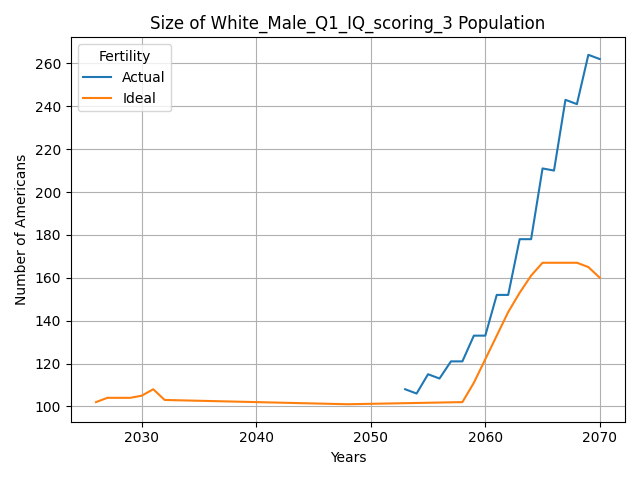 Size of White_Male_Q1_IQ_scoring_3 Population
Fertility
Actual
Ideal
Number of Americans
260
240
220
200
180
160
140
120
100
2030
2040
2050
2060
2070
Years